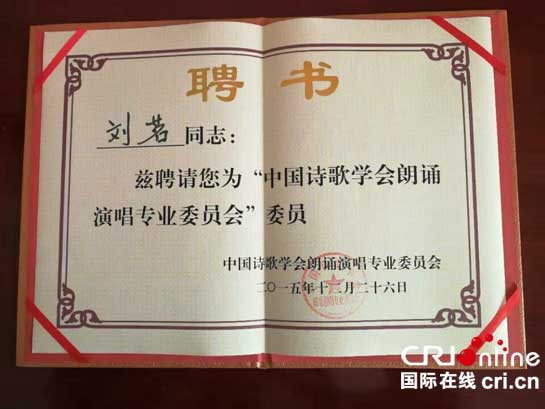 聘书
刘茗 同志：
兹聘请您为“中国诗歌学会朗诵
演唱专业委员会”委员
中国诗歌学会朗诵演唱专业委员会
二〇一五年十二月二十六日
CRI Online
国际在线 cri.cn